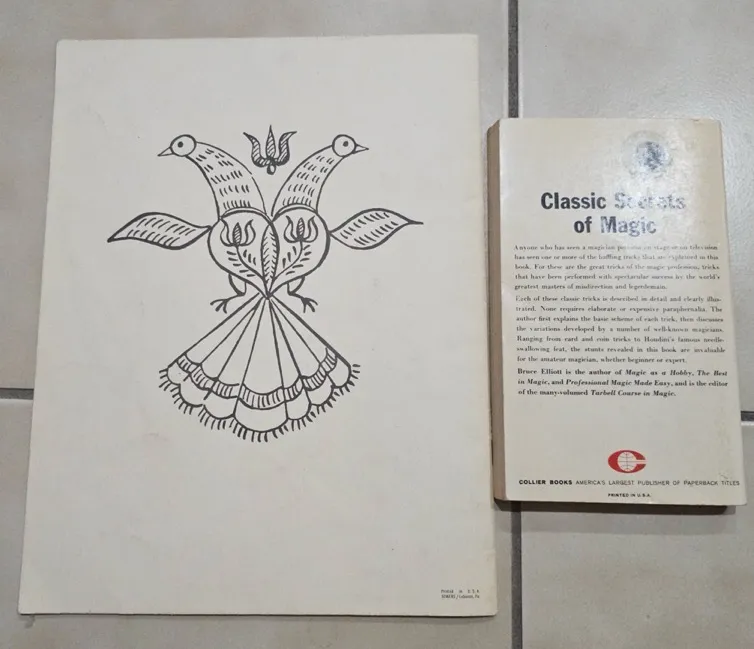 Classic Secrets
of Magic
Anyone who has seen a magician perform on stage or on television
has seen one or more of the baffling tricks that are explained in this
book. For these are the great tricks of the magic profession, tricks
that have been performed with spectacular success by the world's
greatest masters of misdirection and legerdemain.
Each of these classic tricks is described in detail and clearly illus-
trated. None requires elaborate or expensive paraphernalia. The
author first explains the basic scheme of each trick, then discusses
the variations developed by a number of well-known magicians.
Ranging from card and coin tricks to Houdini's famous needle-
swallowing feat, the stunts revealed in this book are invaluable
for the amateur magician, whether beginner or expert.
Bruce Elliott is the author of Magic as a Hobby, The Best
in Magic, and Professional Magic Made Easy, and is the editor
of the many-volumed Tarbell Course in Magic.
COLLIER BOOKS AMERICA'S LARGEST PUBLISHER OF PAPERBACK TITLES
PRINTED IN U.S.A.
U.S.A.
Lebanon, Pa.